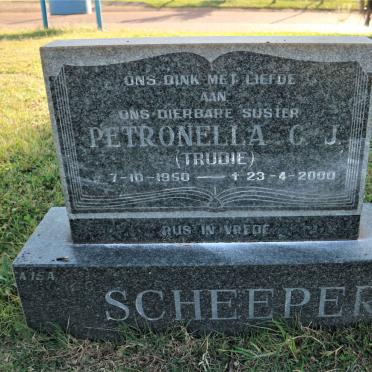 ONS DINK MET LIEFDE
AAN
ONS DIERBARE SUSTER
PETRONELLA C. J.
(TRUDIE)
* 7-10-1950 — † 23-4-2000
RUS IN VREDE
A 15 A
SCHEEPER